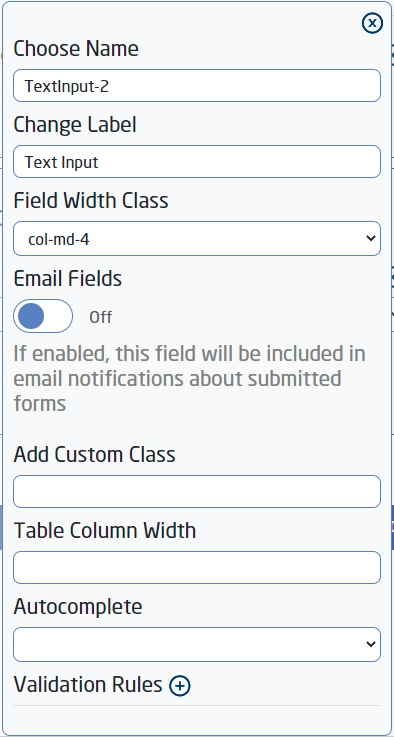 Choose Name
TextInput-2
Change Label
Text Input
Field Width Class
col-md-4
Email Fields
Off
If enabled, this field will be included in
email notifications about submitted
forms
Add Custom Class
Table Column Width
Autocomplete
Validation Rules